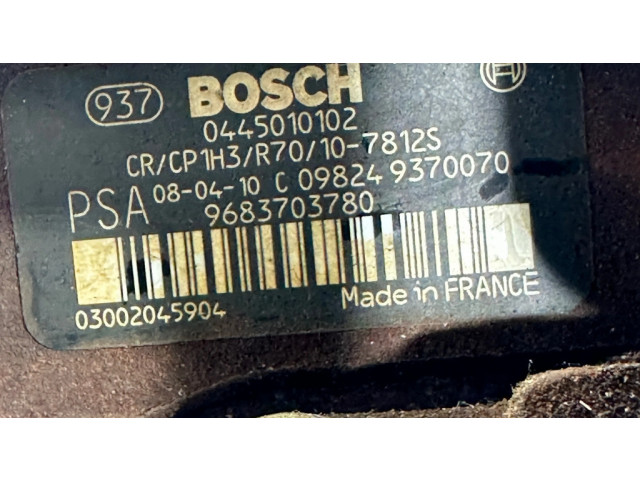 937 BOSCH
0445010102
CR/CP1H3/R70/10-7812S
PSA 08-04-10 C 09824 9370070
9683703780
03002045904 Made in FRANCE